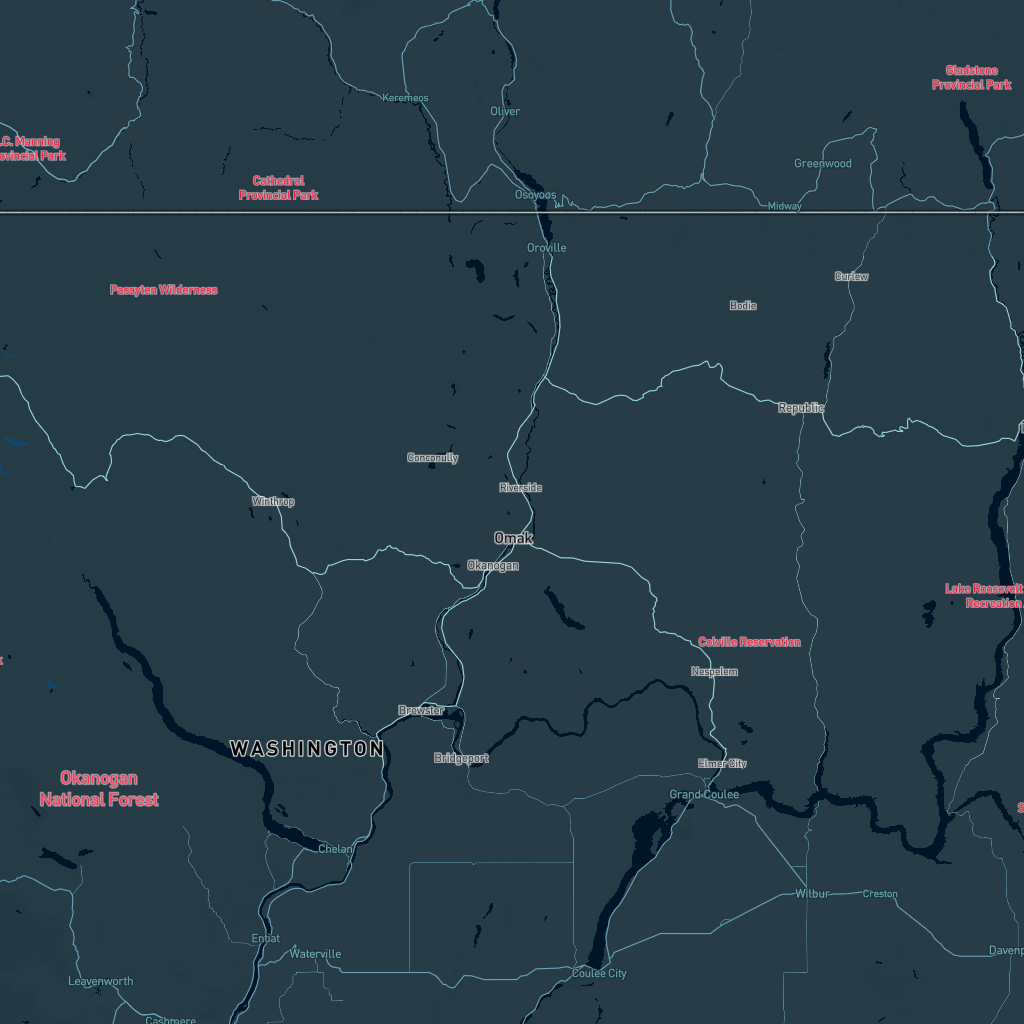 Gladstone
Provincial Park
Keremeos
Oliver
.C. Manning
ovincial Park
Greenwood
Cathedral
Provincial Park
Osoyoos
Midway
Oroville
Curlew
Pasayten Wilderness
Bodie
Republic
Conconully
Riverside
Winthrop
Omak
Okanogan
Lake Roosevelt
Recreation
Colville Reservation
Nespelem
Brewster
WASHINGTON
Bridgeport
Elmer City
Okanogan
National Forest
Grand Coulee
Chelan
Wilbur
Creston
Entiat
Waterville
Davenp
Coulee City
Leavenworth
Cashmere